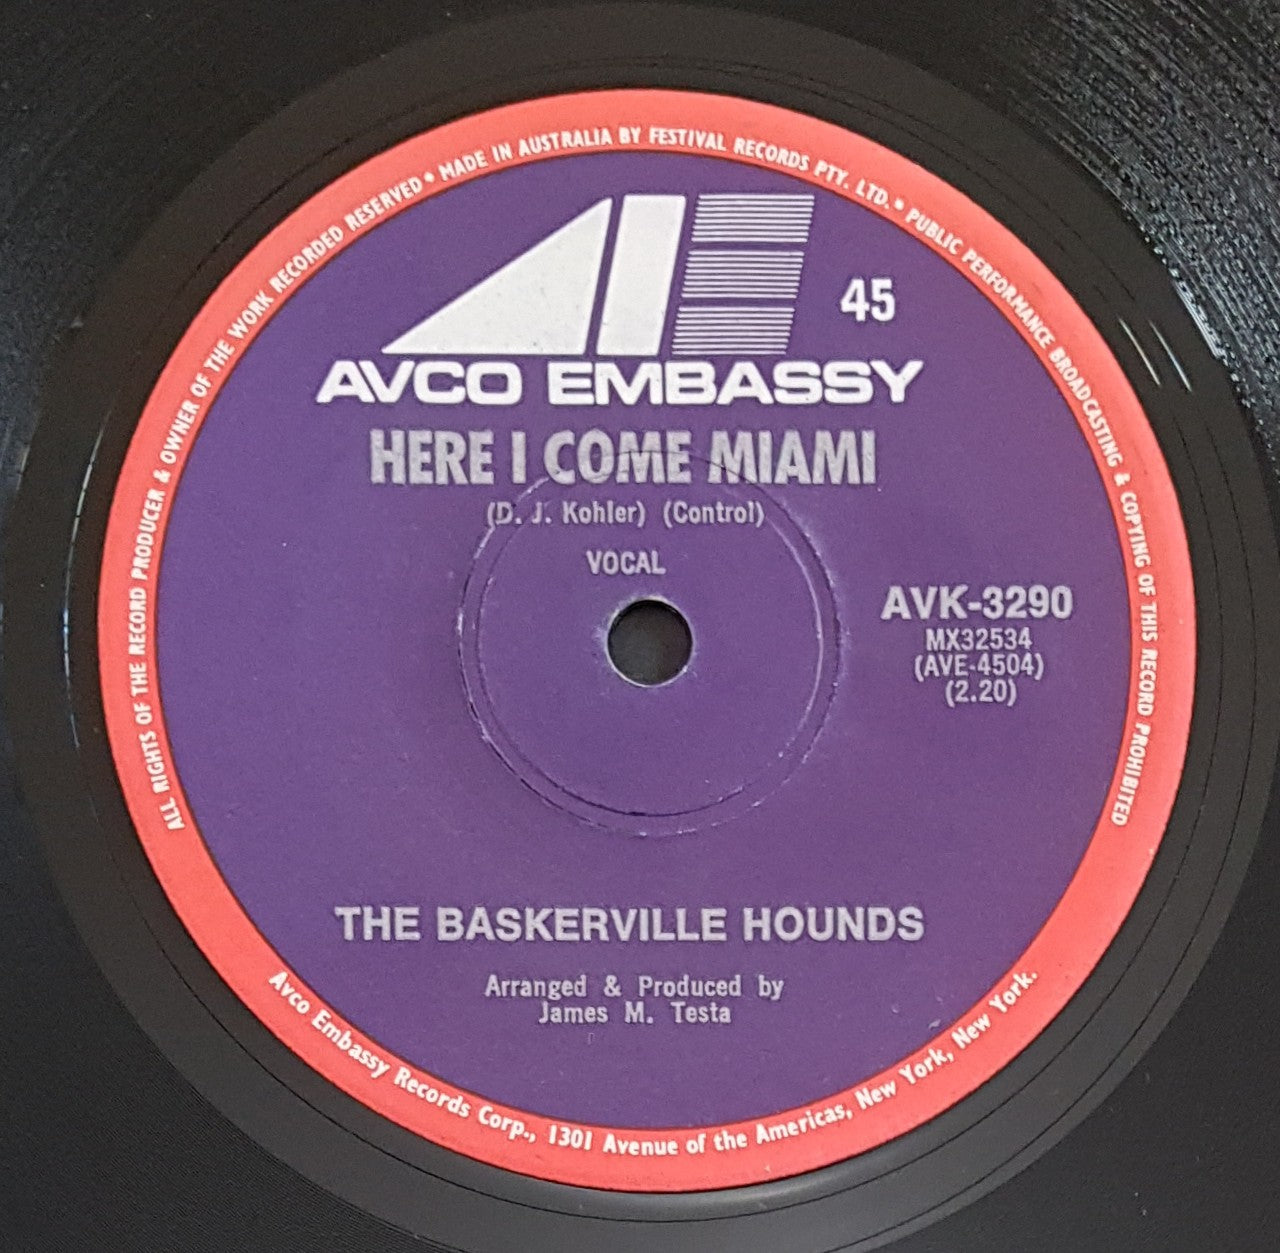 ALL RIGHTS OF THE RECORD PRODUCER & OWNER OF THE WORK RECORDED RESERVED • MADE IN AUSTRALIA BY FESTIVAL RECORDS PTY. LTD. • PUBLIC PERFORMANCE BROADCASTING & COPYING OF THIS RECORD PROHIBITED
45
AVCO EMBASSY
HERE I COME MIAMI
(D. J. Kohler) (Control)
VOCAL
AVK-3290
MX32534
(AVE-4504)
(2.20)
THE BASKERVILLE HOUNDS
Arranged & Produced by
James M. Testa
Avco Embassy Records Corp., 1301 Avenue of the Americas, New York, New York.